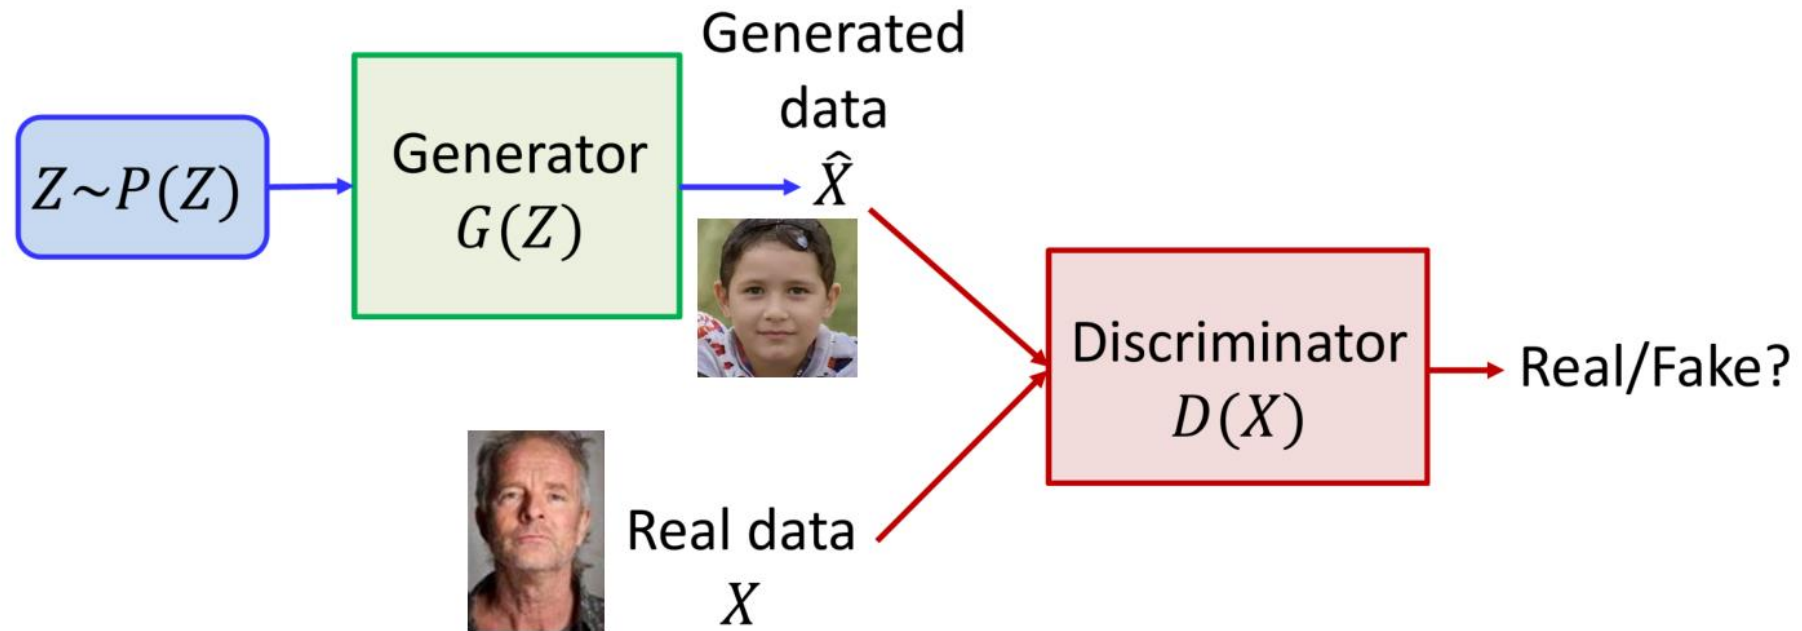 Generated
data
X̂
Z~P(Z)
Generator
G(Z)
Discriminator
D(X)
Real/Fake?
Real data
X